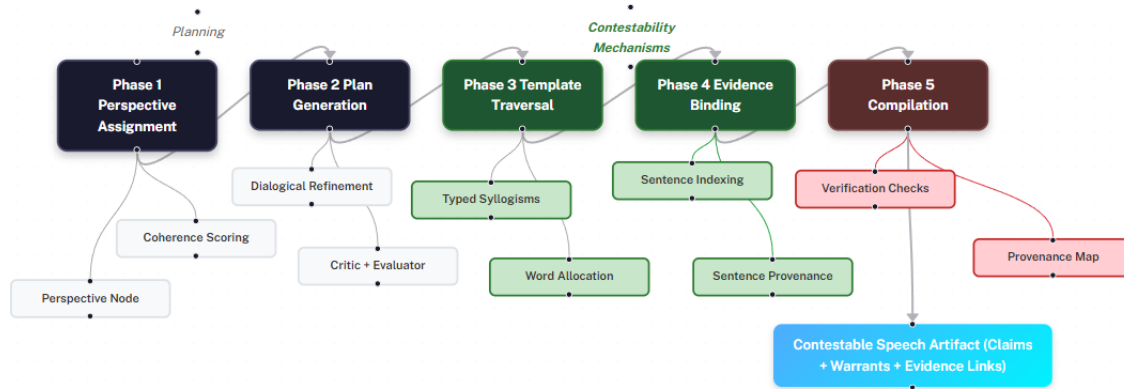 Planning
Contestability
Mechanisms
Phase 1
Perspective
Assignment
Phase 2 Plan
Generation
Phase 3 Template
Traversal
Phase 4 Evidence
Binding
Phase 5
Compilation
Dialogical Refinement
Typed Syllogisms
Sentence Indexing
Verification Checks
Coherence Scoring
Critic + Evaluator
Word Allocation
Sentence Provenance
Provenance Map
Perspective Node
Contestable Speech Artifact (Claims
+ Warrants + Evidence Links)